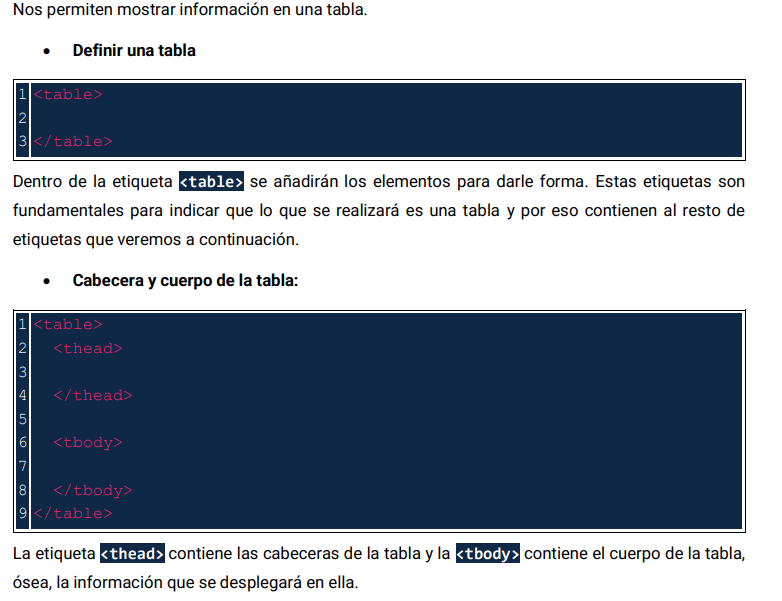 Nos permiten mostrar información en una tabla.
• Definir una tabla
1 <table>
2
3 </table>
Dentro de la etiqueta <table> se añadirán los elementos para darle forma. Estas etiquetas son
fundamentales para indicar que lo que se realizará es una tabla y por eso contienen al resto de
etiquetas que veremos a continuación.
• Cabecera y cuerpo de la tabla:
1 <table>
2   <thead>
3
4   </thead>
5
6   <tbody>
7
8   </tbody>
9 </table>
La etiqueta <thead> contiene las cabeceras de la tabla y la <tbody> contiene el cuerpo de la tabla,
ósea, la información que se desplegará en ella.